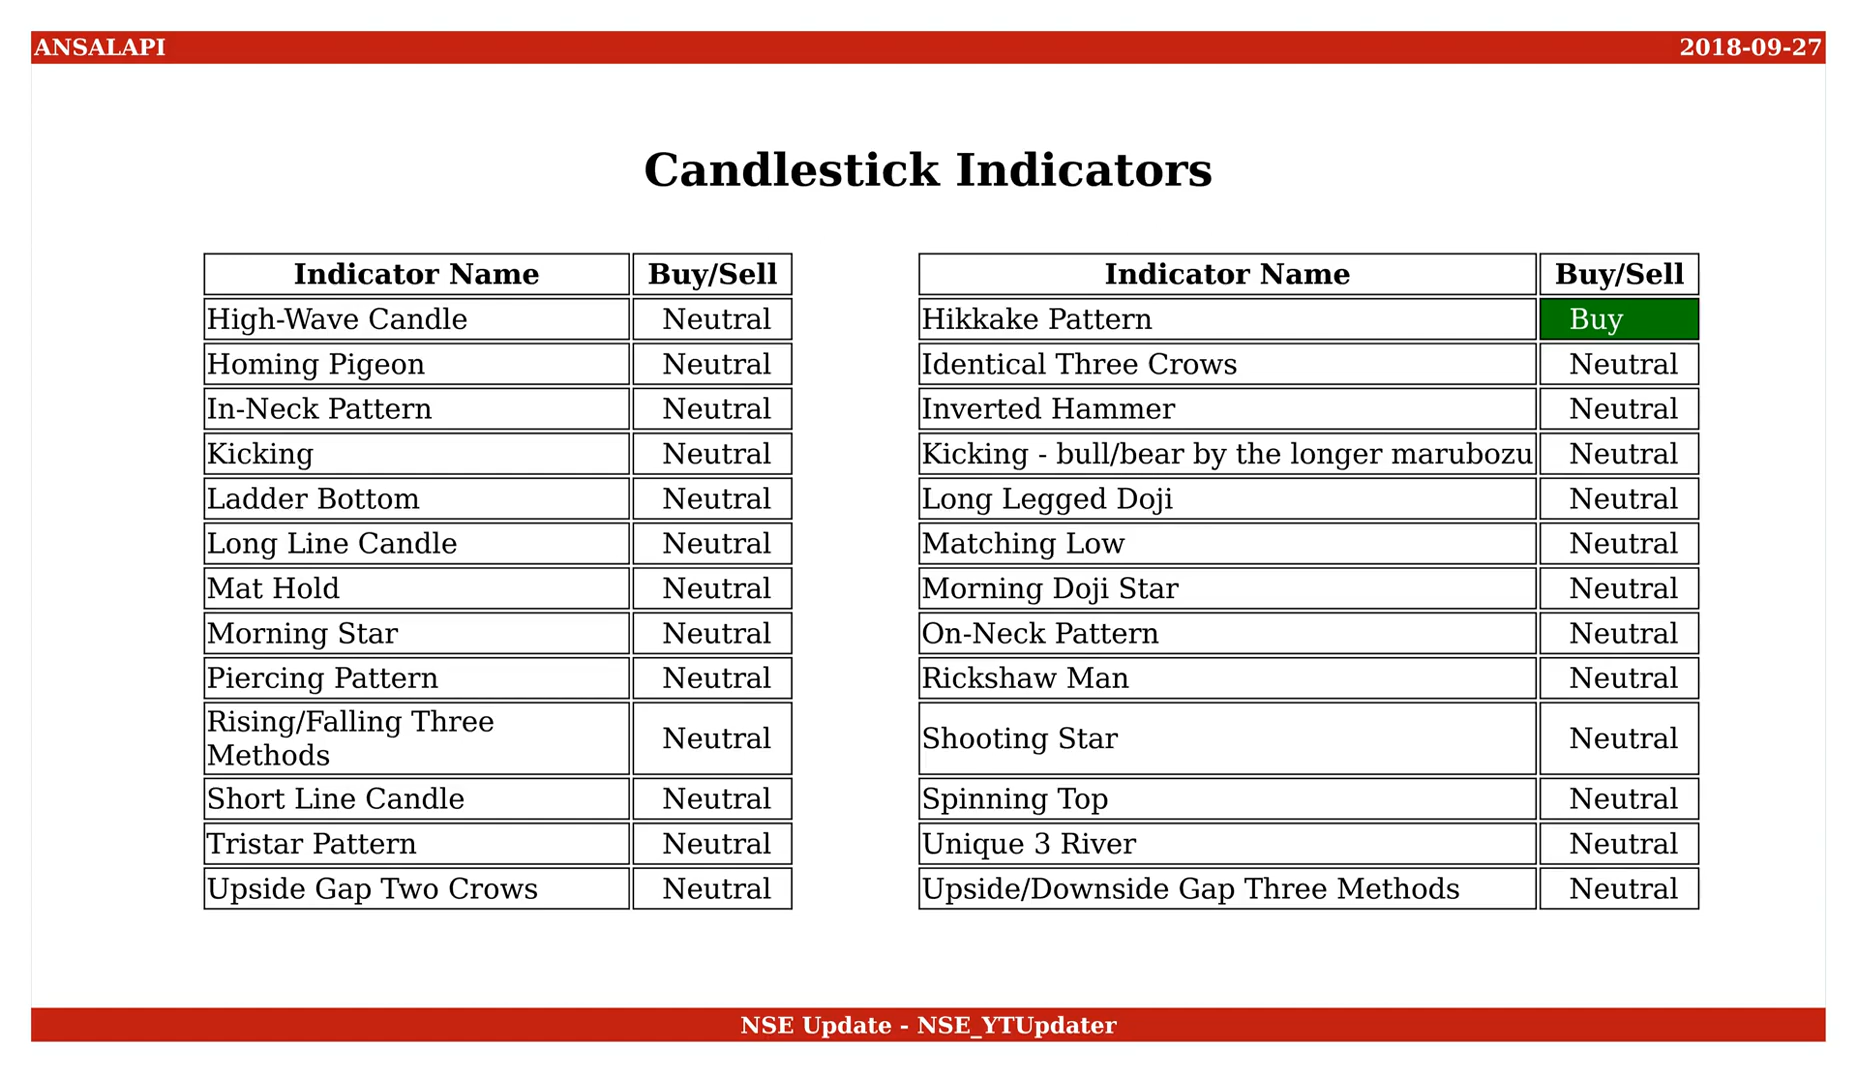 ANSALAPI 2018-09-27
Candlestick Indicators
Indicator Name Buy/Sell
High-Wave Candle Neutral
Homing Pigeon Neutral
In-Neck Pattern Neutral
Kicking Neutral
Ladder Bottom Neutral
Long Line Candle Neutral
Mat Hold Neutral
Morning Star Neutral
Piercing Pattern Neutral
Rising/Falling Three
Methods Neutral
Short Line Candle Neutral
Tristar Pattern Neutral
Upside Gap Two Crows Neutral
Indicator Name Buy/Sell
Hikkake Pattern Buy
Identical Three Crows Neutral
Inverted Hammer Neutral
Kicking - bull/bear by the longer marubozu Neutral
Long Legged Doji Neutral
Matching Low Neutral
Morning Doji Star Neutral
On-Neck Pattern Neutral
Rickshaw Man Neutral
Shooting Star Neutral
Spinning Top Neutral
Unique 3 River Neutral
Upside/Downside Gap Three Methods Neutral
NSE Update - NSE_YTUpdater